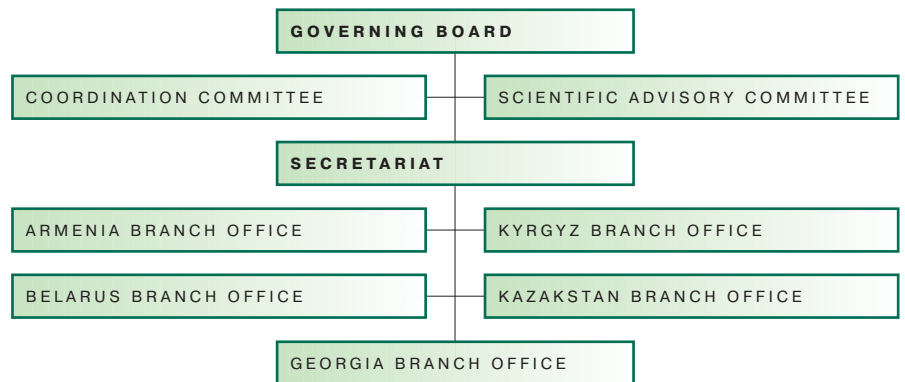 GOVERNING BOARD
COORDINATION COMMITTEE
SCIENTIFIC ADVISORY COMMITTEE
SECRETARIAT
ARMENIA BRANCH OFFICE
KYRGYZ BRANCH OFFICE
BELARUS BRANCH OFFICE
KAZAKSTAN BRANCH OFFICE
GEORGIA BRANCH OFFICE